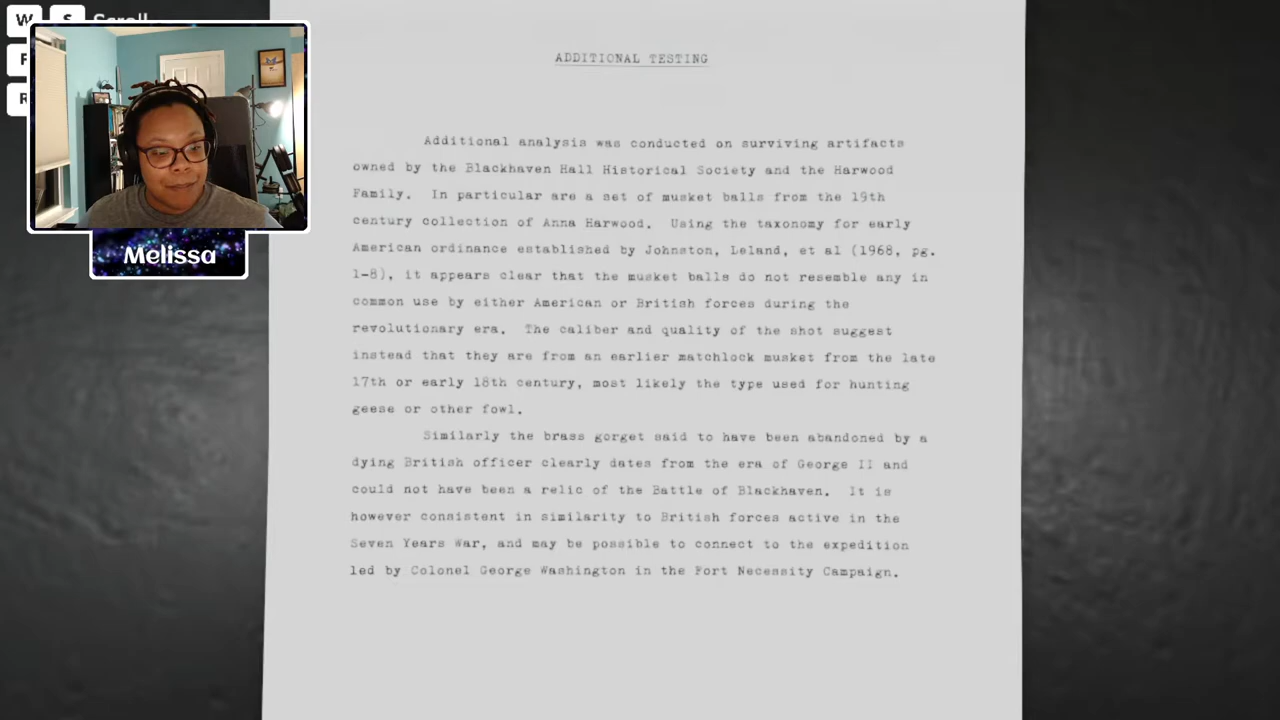 W S Scroll
F
R
Melissa
ADDITIONAL TESTING
Additional analysis was conducted on surviving artifacts
owned by the Blackhaven Hall Historical Society and the Harwood
Family. In particular are a set of musket balls from the 19th
century collection of Anna Harwood. Using the taxonomy for early
American ordinance established by Johnston, Leland, et al (1968, pg.
1-8), it appears clear that the musket balls do not resemble any in
common use by either American or British forces during the
revolutionary era. The caliber and quality of the shot suggest
instead that they are from an earlier matchlock musket from the late
17th or early 18th century, most likely the type used for hunting
geese or other fowl.
Similarly the brass gorget said to have been abandoned by a
dying British officer clearly dates from the era of George II and
could not have been a relic of the Battle of Blackhaven. It is
however consistent in similarity to British forces active in the
Seven Years War, and may be possible to connect to the expedition
led by Colonel George Washington in the Fort Necessity Campaign.